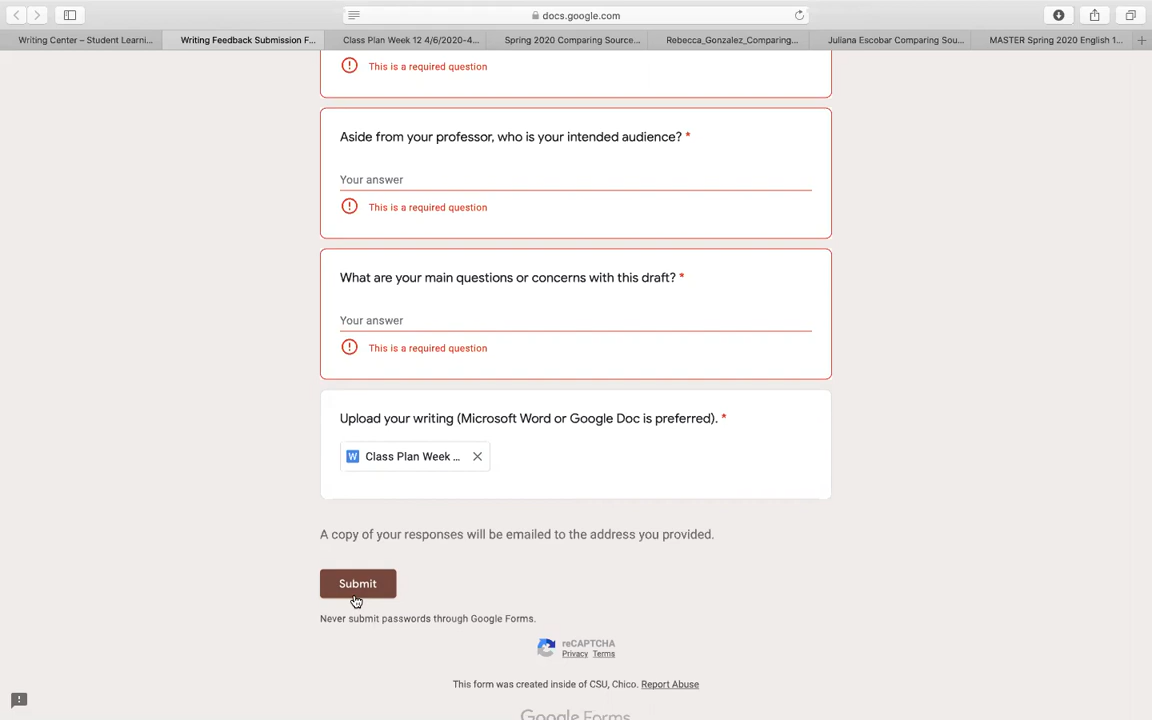 docs.google.com
Writing Center – Student Learni...
Writing Feedback Submission F...
Class Plan Week 12 4/6/2020-4...
Spring 2020 Comparing Source...
Rebecca_Gonzalez_Comparing...
Juliana Escobar Comparing Sou...
MASTER Spring 2020 English 1...
This is a required question
Aside from your professor, who is your intended audience? *
Your answer
This is a required question
What are your main questions or concerns with this draft? *
Your answer
This is a required question
Upload your writing (Microsoft Word or Google Doc is preferred). *
W Class Plan Week ...
A copy of your responses will be emailed to the address you provided.
Submit
Never submit passwords through Google Forms.
reCAPTCHA
Privacy Terms
This form was created inside of CSU, Chico. Report Abuse
Google Forms